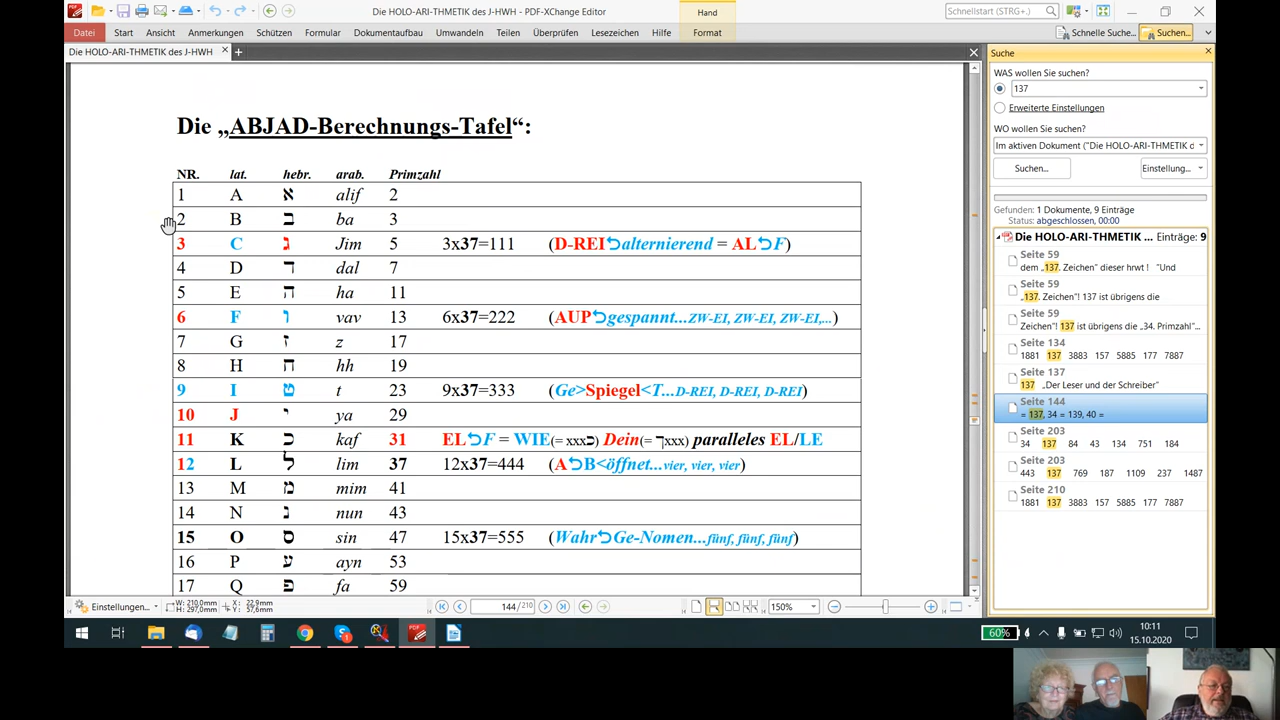 Die HOLO-ARI-THMETIK des J-HWH - PDF-XChange Editor
Hand
Schnellstart (STRG+.)
Datei Start Ansicht Anmerkungen Schützen Formular Dokumentaufbau Umwandeln Teilen Überprüfen Lesezeichen Hilfe Format Schnelle Suche... Suchen...
Die HOLO-ARI-THMETIK des J-HWH
Die „ABJAD-Berechnungs-Tafel“:
NR. lat. hebr. arab. Primzahl
1 A א alif 2
2 B ב ba 3
3 C ג Jim 5 3x37=111 (D-REI⮌alternierend = AL⮌F)
4 D ד dal 7
5 E ה ha 11
6 F ו vav 13 6x37=222 (AUP⮌gespannt...ZW-EI, ZW-EI, ZW-EI,...)
7 G ז z 17
8 H ח hh 19
9 I ט t 23 9x37=333 (Ge>Spiegel<T...D-REI, D-REI, D-REI)
10 J י ya 29
11 K כ kaf 31 EL⮌F = WIE(= xxxכ) Dein(= ךxxx) paralleles EL/LE
12 L ל lim 37 12x37=444 (A⮌B<öffnet...vier, vier, vier)
13 M מ mim 41
14 N נ nun 43
15 O ס sin 47 15x37=555 (Wahr⮌Ge-Nomen...fünf, fünf, fünf)
16 P ע ayn 53
17 Q פ fa 59
Suche
WAS wollen Sie suchen?
137
Erweiterte Einstellungen
WO wollen Sie suchen?
Im aktiven Dokument ("Die HOLO-ARI-THMETIK d
Suchen... Einstellung...
Gefunden: 1 Dokumente, 9 Einträge
Status: abgeschlossen, 00:00
Die HOLO-ARI-THMETIK ... Einträge: 9
Seite 59
dem „137. Zeichen" dieser hrwt ! "Und
Seite 59
„137. Zeichen"! 137 ist übrigens die
Seite 59
Zeichen"! 137 ist übrigens die „34. Primzahl"...
Seite 134
1881 137 3883 157 5885 177 7887
Seite 137
137 „Der Leser und der Schreiber"
Seite 144
= 137, 34 = 139, 40 =
Seite 203
34 137 84 43 134 751 184
Seite 203
443 137 769 187 1109 237 1487
Seite 210
1881 137 3883 157 5885 177 7887
Einstellungen... W: 210,0mm X: 22,9mm
H: 297,0mm Y: 57,6mm
144 /210
150%
60%
10:11
15.10.2020